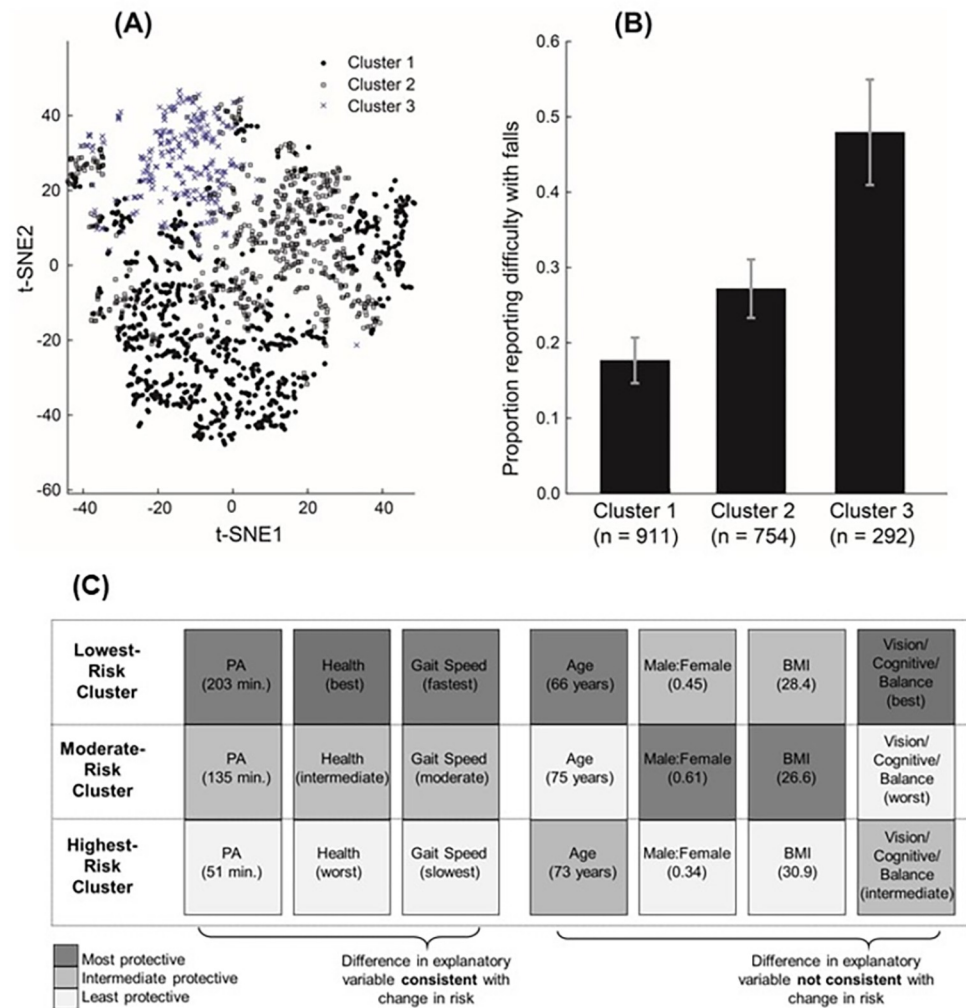 (A)
Cluster 1
Cluster 2
Cluster 3
40
20
0
-20
-40
-60
t-SNE2
-40
-20
0
20
40
t-SNE1
(B)
0.6
0.5
0.4
0.3
0.2
0.1
0.0
Proportion reporting difficulty with falls
Cluster 1
(n = 911)
Cluster 2
(n = 754)
Cluster 3
(n = 292)
(C)
Lowest-
Risk
Cluster
PA
(203 min.)
Health
(best)
Gait Speed
(fastest)
Age
(66 years)
Male:Female
(0.45)
BMI
(28.4)
Vision/
Cognitive/
Balance
(best)
Moderate-
Risk
Cluster
PA
(135 min.)
Health
(intermediate)
Gait Speed
(moderate)
Age
(75 years)
Male:Female
(0.61)
BMI
(26.6)
Vision/
Cognitive/
Balance
(worst)
Highest-
Risk
Cluster
PA
(51 min.)
Health
(worst)
Gait Speed
(slowest)
Age
(73 years)
Male:Female
(0.34)
BMI
(30.9)
Vision/
Cognitive/
Balance
(intermediate)
Most protective
Intermediate protective
Least protective
Difference in explanatory
variable consistent with
change in risk
Difference in explanatory
variable not consistent with
change in risk